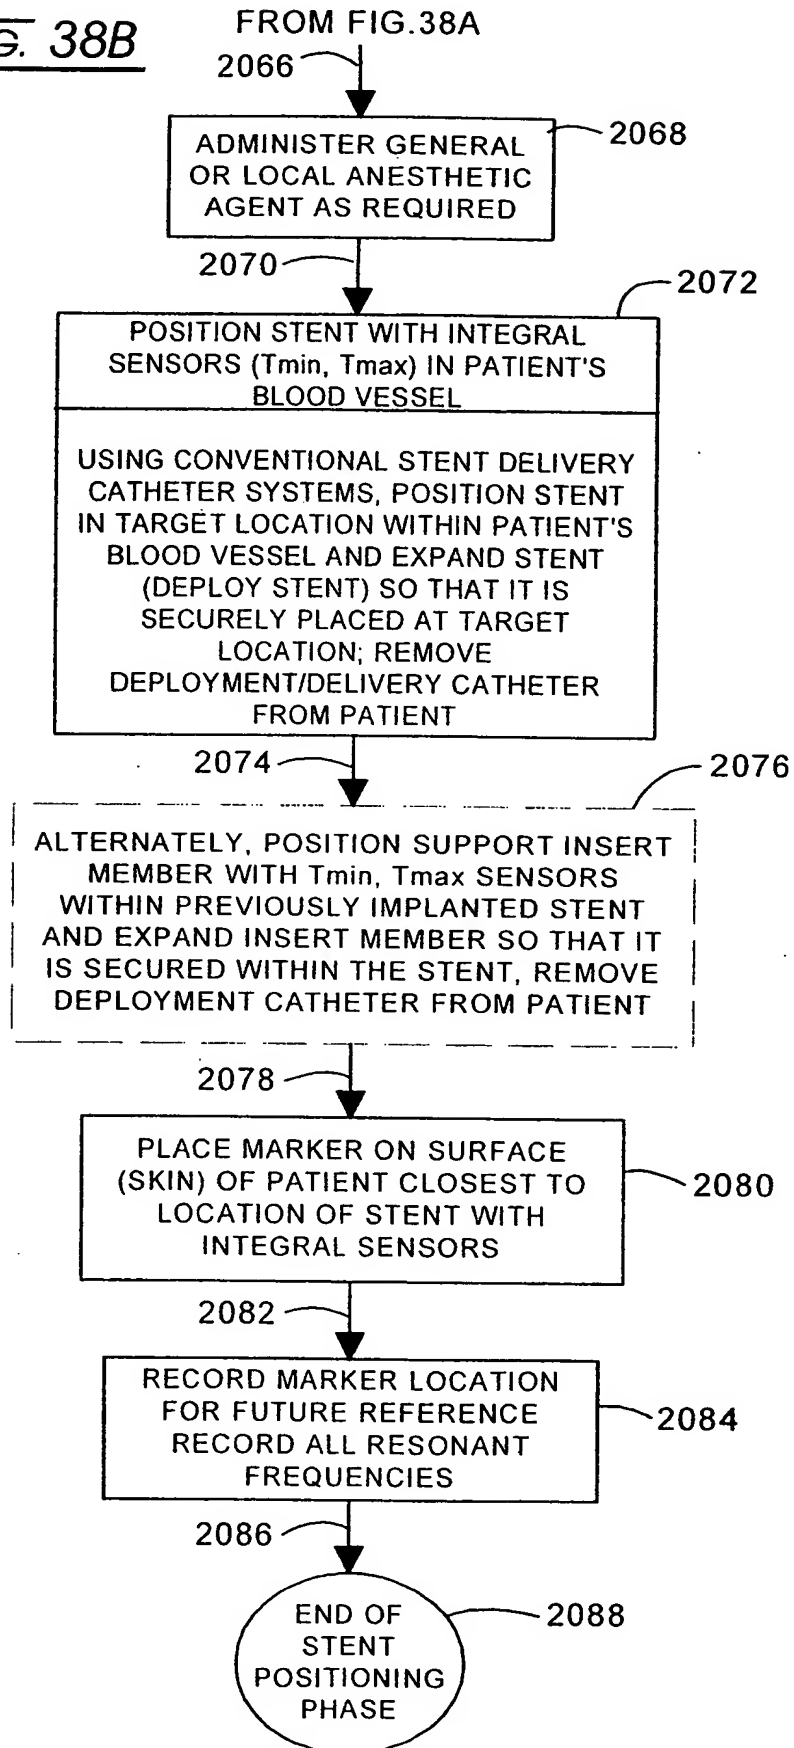 G. 38B
FROM FIG.38A
2066
ADMINISTER GENERAL
OR LOCAL ANESTHETIC
AGENT AS REQUIRED
2068
2070
2072
POSITION STENT WITH INTEGRAL
SENSORS (Tmin, Tmax) IN PATIENT'S
BLOOD VESSEL
USING CONVENTIONAL STENT DELIVERY
CATHETER SYSTEMS, POSITION STENT
IN TARGET LOCATION WITHIN PATIENT'S
BLOOD VESSEL AND EXPAND STENT
(DEPLOY STENT) SO THAT IT IS
SECURELY PLACED AT TARGET
LOCATION; REMOVE
DEPLOYMENT/DELIVERY CATHETER
FROM PATIENT
2074
2076
ALTERNATELY, POSITION SUPPORT INSERT
MEMBER WITH Tmin, Tmax SENSORS
WITHIN PREVIOUSLY IMPLANTED STENT
AND EXPAND INSERT MEMBER SO THAT IT
IS SECURED WITHIN THE STENT, REMOVE
DEPLOYMENT CATHETER FROM PATIENT
2078
PLACE MARKER ON SURFACE
(SKIN) OF PATIENT CLOSEST TO
LOCATION OF STENT WITH
INTEGRAL SENSORS
2080
2082
RECORD MARKER LOCATION
FOR FUTURE REFERENCE
RECORD ALL RESONANT
FREQUENCIES
2084
2086
END OF
STENT
POSITIONING
PHASE
2088